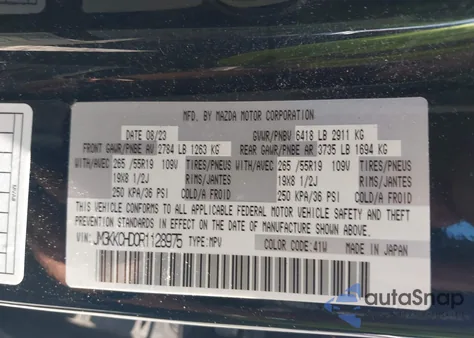 MFD. BY MAZDA MOTOR CORPORATION
DATE 08/23 GVWR/PNBV 6418 LB 2911 KG
FRONT GAWR/PNBE AV 2784 LB 1263 KG REAR GAWR/PNBE AR 3735 LB 1694 KG
WITH/AVEC 265 /55R19 109V TIRES/PNEUS WITH/AVEC 265 /55R19 109V TIRES/PNEUS
19X8 1/2J RIMS/JANTES 19X8 1/2J RIMS/JANTES
250 KPA/36 PSI COLD/A FROID 250 KPA/36 PSI COLD/A FROID
THIS VEHICLE CONFORMS TO ALL APPLICABLE FEDERAL MOTOR VEHICLE SAFETY AND THEFT
PREVENTION STANDARDS IN EFFECT ON THE DATE OF MANUFACTURE SHOWN ABOVE.
VIN: JM3KKCHD0R1128975 TYPE: MPV COLOR CODE: 41W MADE IN JAPAN
autoSnap